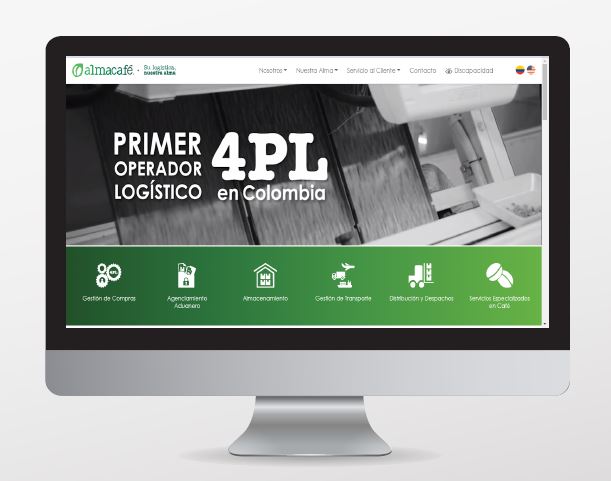 almacafé
Su logística,
nuestra alma
Nosotros
Nuestra Alma
Servicio al Cliente
Contacto
Discapacidad
PRIMER
OPERADOR
LOGÍSTICO
4PL
en Colombia
4PL
Gestión de Compras
Agenciamiento
Aduanero
Almacenamiento
Gestión de Transporte
Distribución y Despachos
Servicios Especializados
en Café